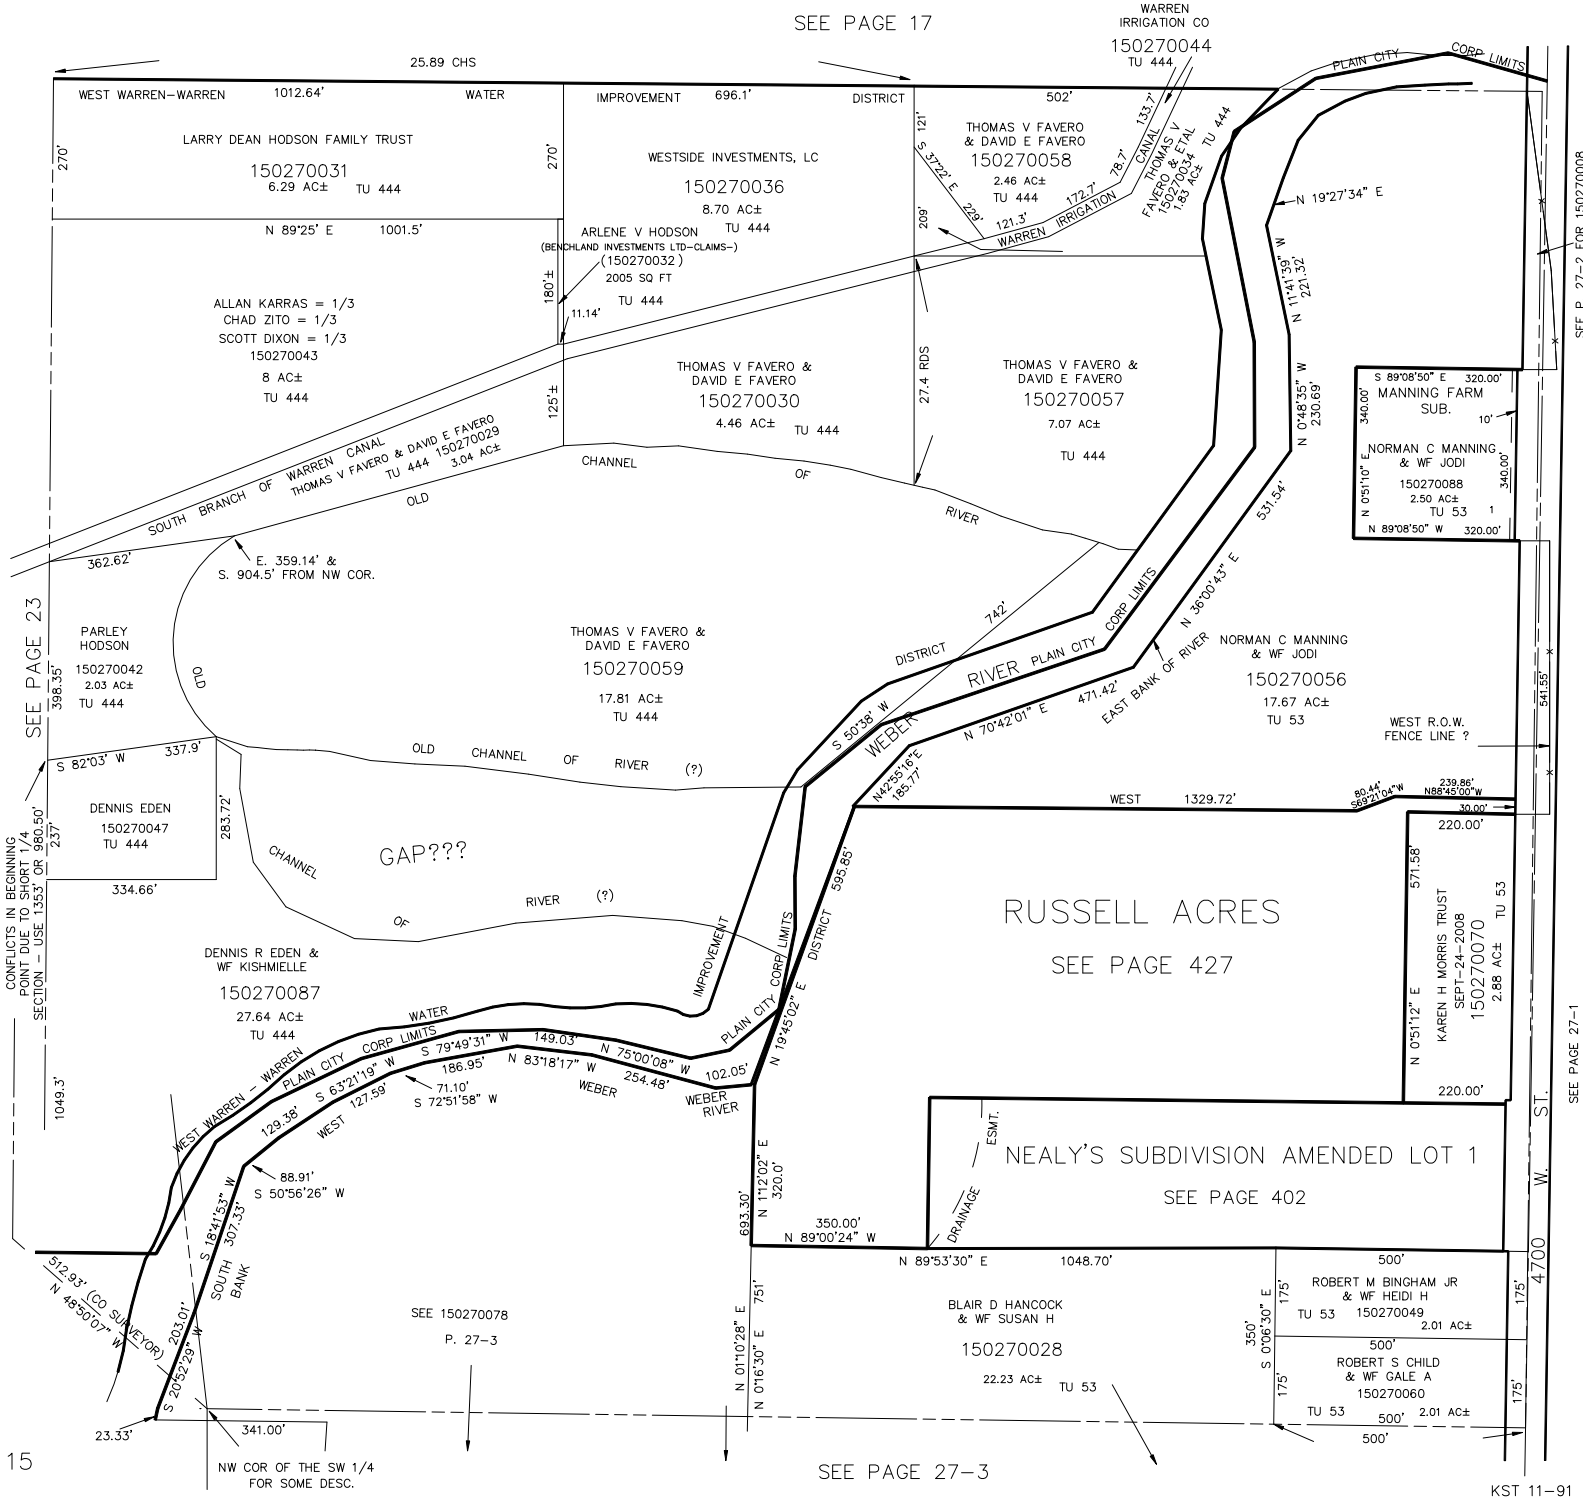 SEE PAGE 17
WARREN
IRRIGATION CO
150270044
TU 444
PLAIN CITY CORP LIMITS
25.89 CHS
WEST WARREN-WARREN
1012.64'
WATER
IMPROVEMENT
696.1'
DISTRICT
502'
270'
LARRY DEAN HODSON FAMILY TRUST
150270031
6.29 AC±
TU 444
270'
WESTSIDE INVESTMENTS, LC
150270036
8.70 AC±
TU 444
121'
S 37°22' E
229'
209'
THOMAS V FAVERO
& DAVID E FAVERO
150270058
2.46 AC±
TU 444
133.7'
78.7'
172.7'
121.3'
WARREN IRRIGATION CANAL
THOMAS V
FAVERO & ETAL
150270034 TU 444
1.83 AC±
N 19°27'34" E
SEE P. 27-2 FOR 150270008
N 89°25' E
1001.5'
ARLENE V HODSON
(BENCHLAND INVESTMENTS LTD-CLAIMS-)
(150270032)
2005 SQ FT
TU 444
180'±
11.14'
ALLAN KARRAS = 1/3
CHAD ZITO = 1/3
SCOTT DIXON = 1/3
150270043
8 AC±
TU 444
N 11°41'39" W
221.32'
N 0°48'35" W
230.69'
125'±
THOMAS V FAVERO &
DAVID E FAVERO
150270030
4.46 AC±
TU 444
27.4 RDS
THOMAS V FAVERO &
DAVID E FAVERO
150270057
7.07 AC±
TU 444
S 89°08'50" E
320.00'
MANNING FARM
SUB.
10'
340.00'
N 0°51'10" E
NORMAN C MANNING
& WF JODI
150270088
2.50 AC±
TU 53
1
340.00'
N 89°08'50" W
320.00'
SOUTH BRANCH OF WARREN CANAL
THOMAS V FAVERO & DAVID E FAVERO
TU 444 150270029
3.04 AC±
OLD
CHANNEL
OF
RIVER
531.54'
N 36°00'43" E
362.62'
E. 359.14' &
S. 904.5' FROM NW COR.
SEE PAGE 23
398.35'
PARLEY
HODSON
150270042
2.03 AC±
TU 444
OLD
THOMAS V FAVERO &
DAVID E FAVERO
150270059
17.81 AC±
TU 444
742'
DISTRICT
RIVER
PLAIN CITY CORP LIMITS
S 50°38' W
WEBER
N 70°42'01" E
471.42'
EAST BANK OF RIVER
NORMAN C MANNING
& WF JODI
150270056
17.67 AC±
TU 53
541.55'
WEST R.O.W.
FENCE LINE ?
S 82°03' W
337.9'
OLD CHANNEL OF RIVER (?)
N42°55'16"E
185.77'
WEST
1329.72'
80.44'
S69°21'04"W
239.86'
N88°45'00"W
30.00'
220.00'
CONFLICTS IN BEGINNING
POINT DUE TO SHORT 1/4
SECTION - USE 1353' OR 980.50'
237'
DENNIS EDEN
150270047
TU 444
283.72'
334.66'
CHANNEL
OF
RIVER (?)
GAP???
595.85'
RUSSELL ACRES
SEE PAGE 427
571.58'
N 0°51'12" E
KAREN H MORRIS TRUST
SEPT-24-2008
150270070
2.88 AC±
TU 53
220.00'
DENNIS R EDEN &
WF KISHMIELLE
150270087
27.64 AC±
TU 444
IMPROVEMENT
PLAIN CITY CORP LIMITS
DISTRICT
N 19°45'02" E
WEST WARREN - WARREN
WATER
PLAIN CITY CORP LIMITS
1049.3'
129.38'
S 63°21'19" W
127.59'
WEST
S 79°49'31" W
186.95'
71.10'
S 72°51'58" W
149.03'
N 83°18'17" W
WEBER
N 75°00'08" W
254.48'
102.05'
WEBER
RIVER
88.91'
S 50°56'26" W
S 18°41'53" W
307.33'
SOUTH
BANK
693.30'
N 1°12'02" E
320.0'
350.00'
N 89°00'24" W
DRAINAGE ESMT.
NEALY'S SUBDIVISION AMENDED LOT 1
SEE PAGE 402
SEE PAGE 27-1
4700 W. ST.
N 89°53'30" E
1048.70'
500'
512.93' (CO SURVEYOR)
N 48°50'07" W
203.01'
S 20°52'29" W
SEE 150270078
P. 27-3
N 01°10'28" E
N 0°16'30" E
751'
BLAIR D HANCOCK
& WF SUSAN H
150270028
22.23 AC±
TU 53
350'
S 0°06'30" E
175'
ROBERT M BINGHAM JR
& WF HEIDI H
TU 53
150270049
2.01 AC±
175'
500'
ROBERT S CHILD
& WF GALE A
150270060
TU 53
2.01 AC±
175'
175'
500'
500'
23.33'
341.00'
NW COR OF THE SW 1/4
FOR SOME DESC.
15
SEE PAGE 27-3
KST 11-91